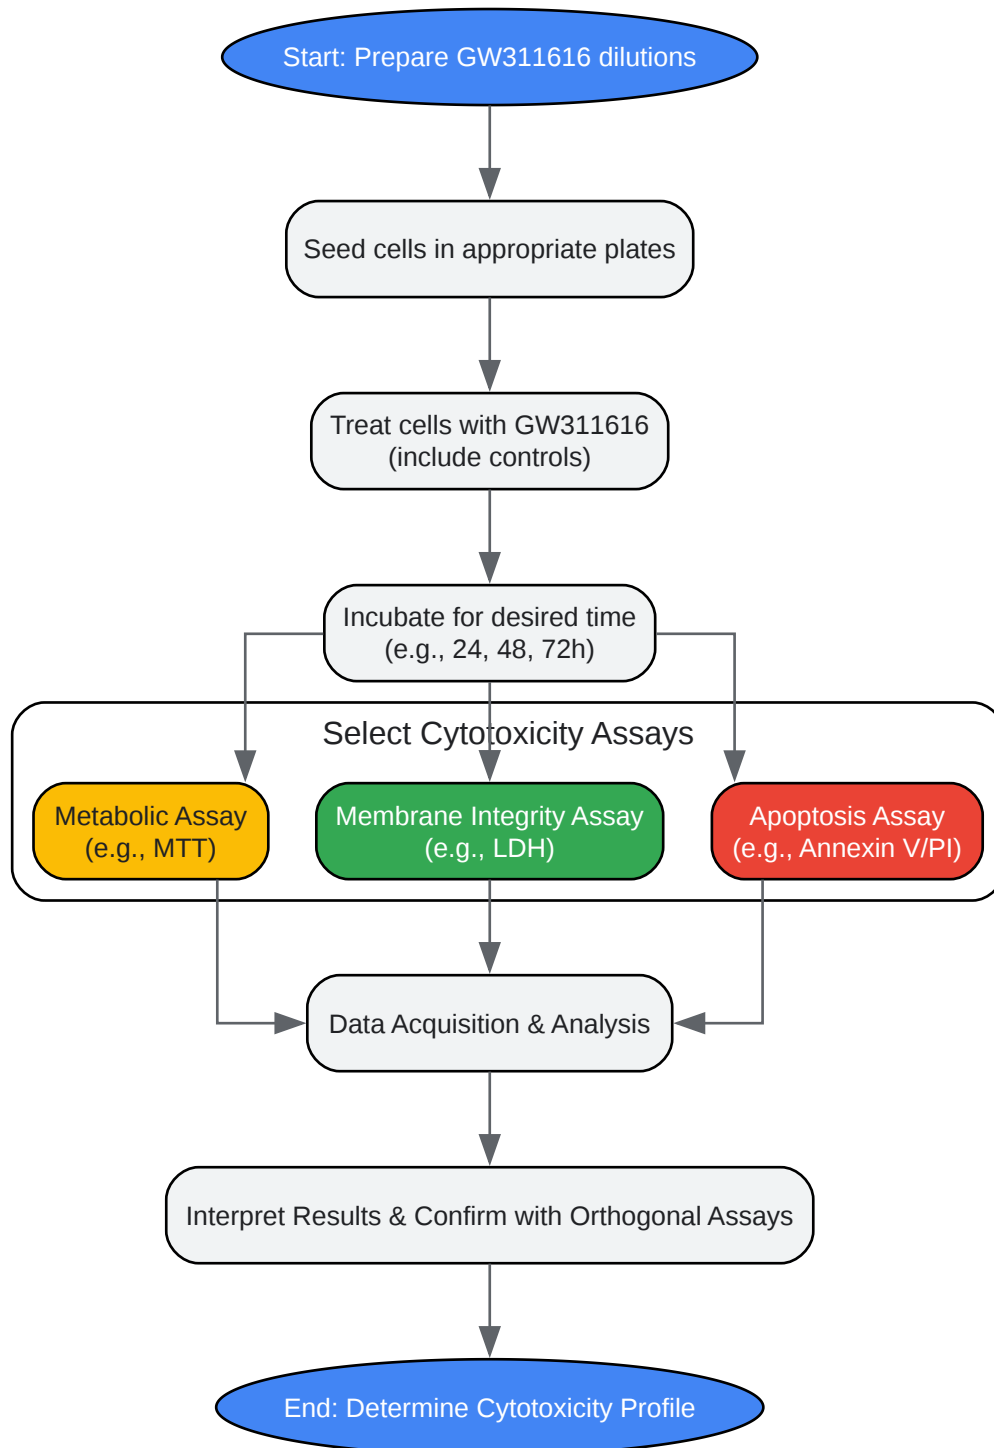 Start: Prepare GW311616 dilutions
Seed cells in appropriate plates
Treat cells with GW311616
(include controls)
Incubate for desired time
(e.g., 24, 48, 72h)
Select Cytotoxicity Assays
Metabolic Assay
(e.g., MTT)
Membrane Integrity Assay
(e.g., LDH)
Apoptosis Assay
(e.g., Annexin V/PI)
Data Acquisition & Analysis
Interpret Results & Confirm with Orthogonal Assays
End: Determine Cytotoxicity Profile